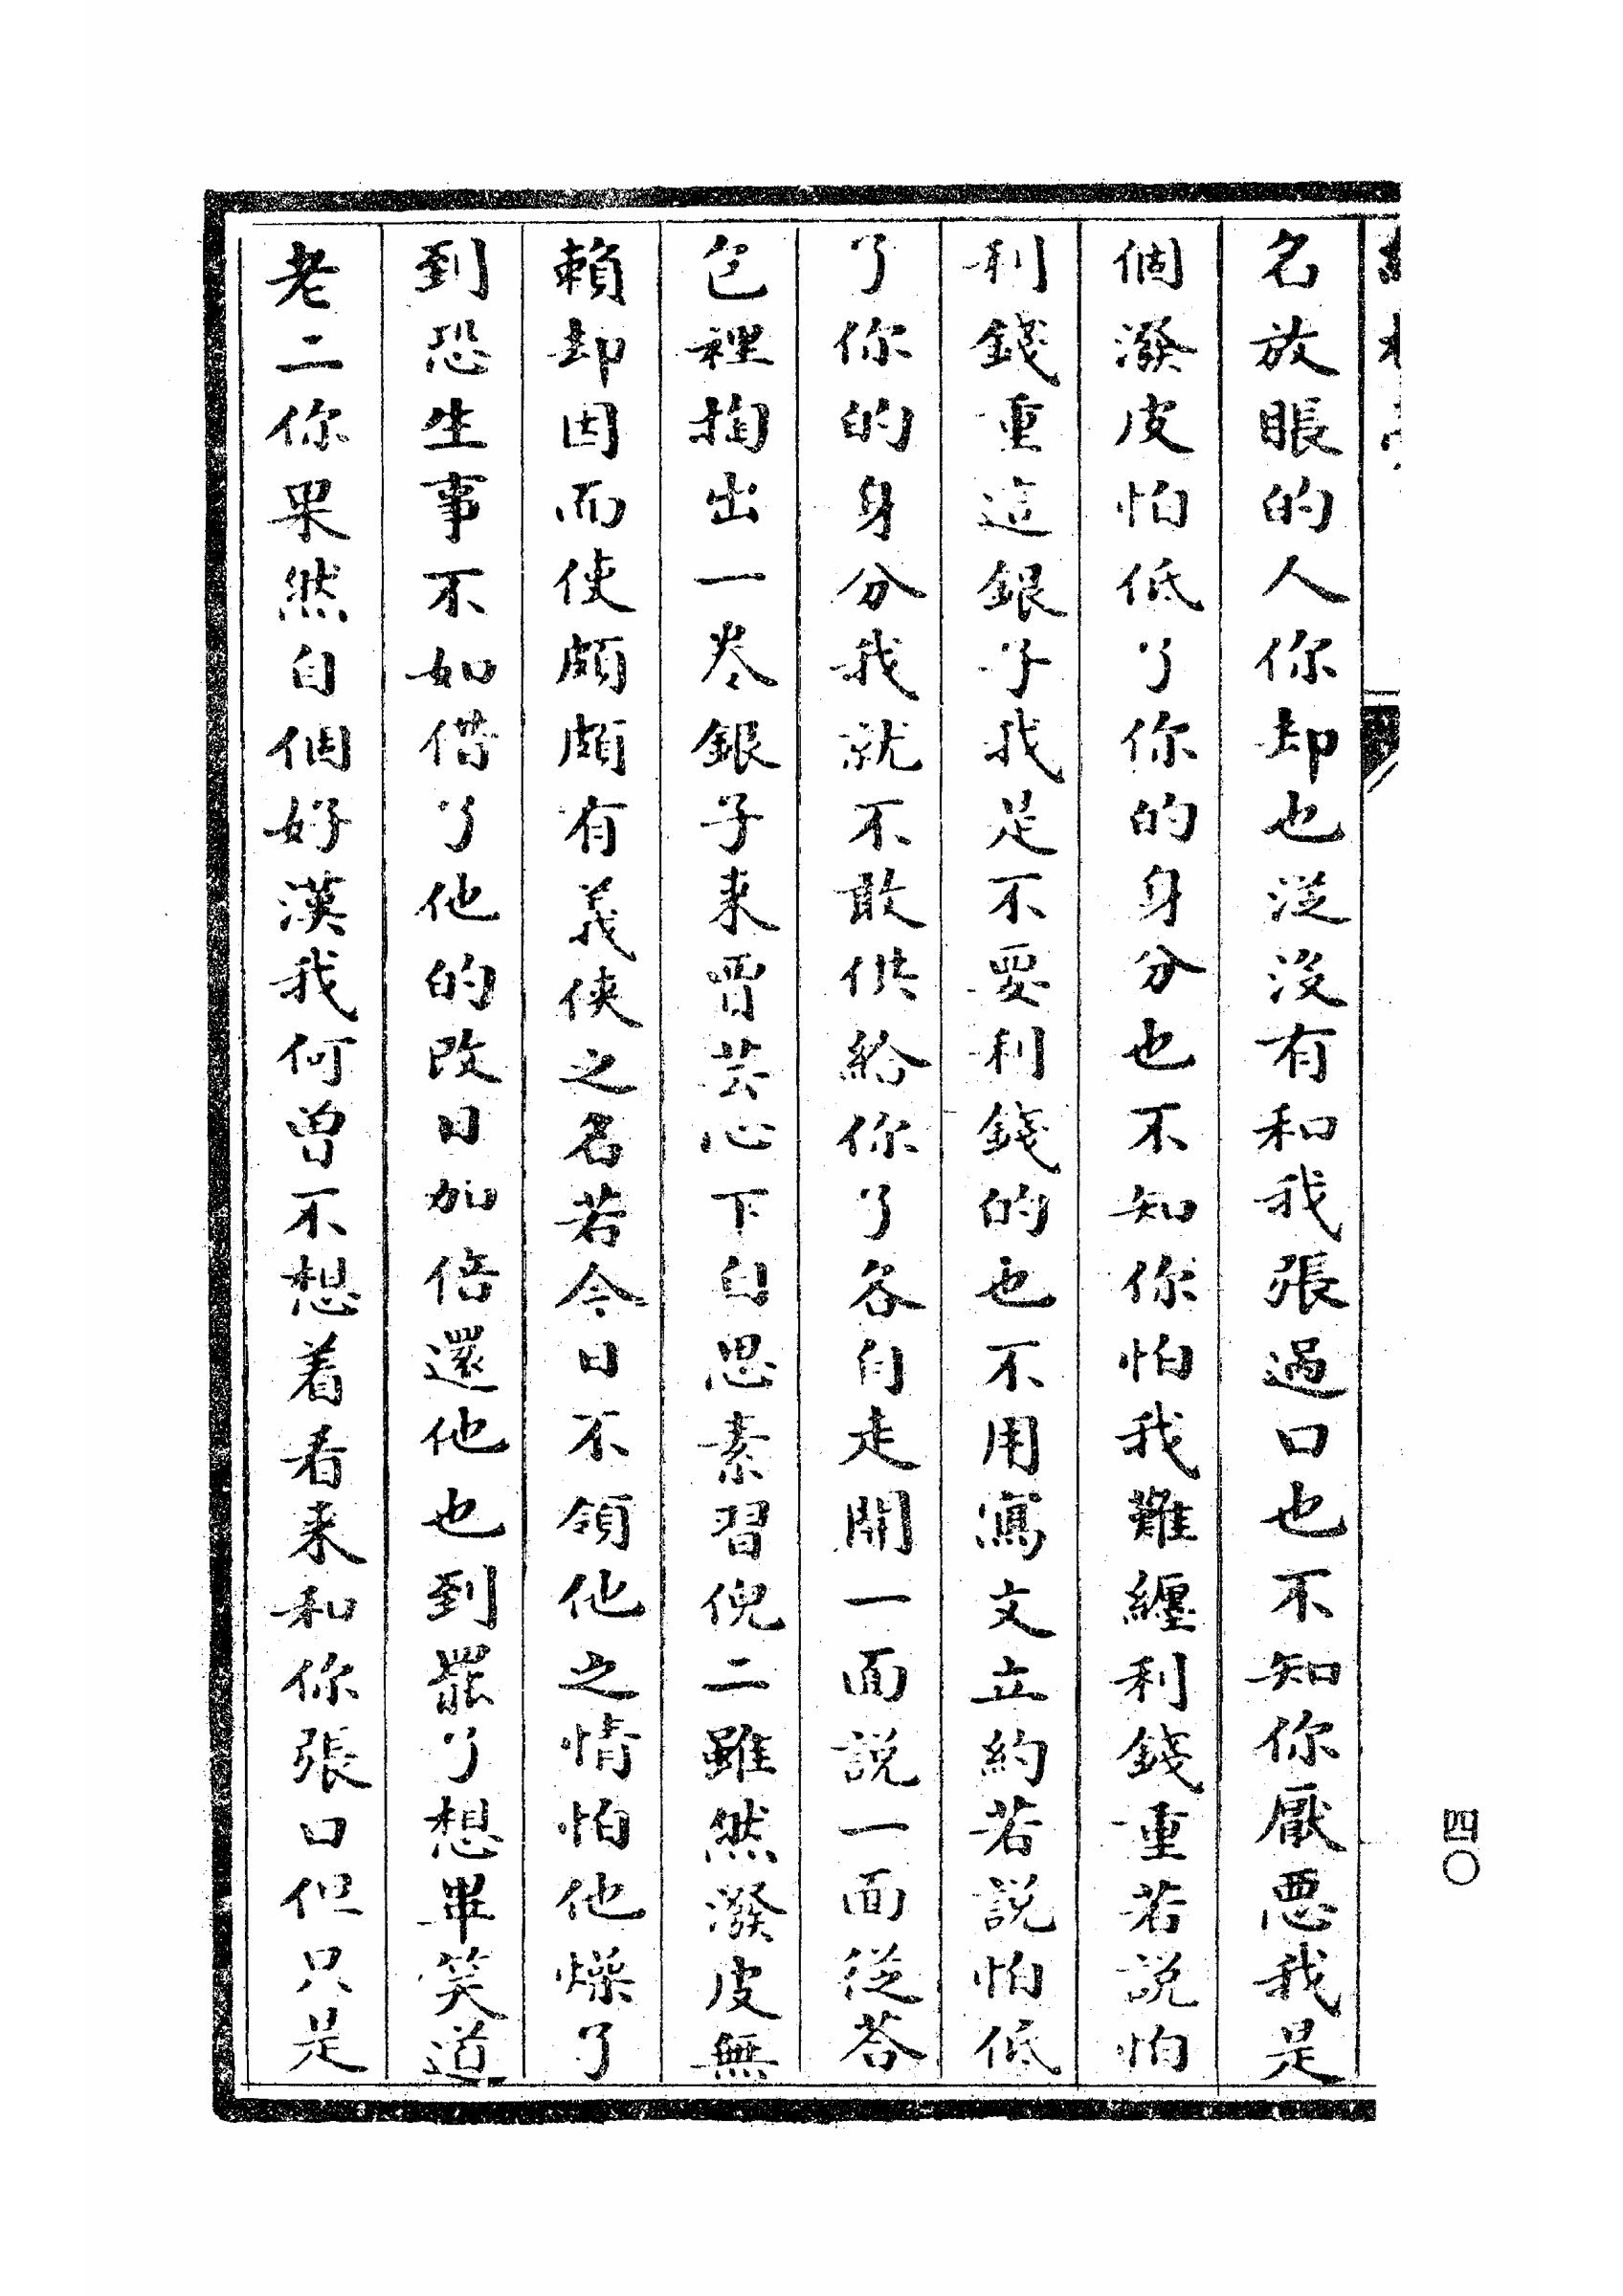 名放賬的人你却也從没有和我張過口也不知你厭惡我是
個潑皮怕低了你的身分也不知你怕我難纏利錢重若説怕
利錢重這銀子我是不要利錢的也不用寫文立約若説怕低
了你的身分我就不敢供給你了各自走開一面説一面從荅
包裡掏出一卷銀子来賈芸心下自思素習倪二雖然潑皮無
賴却因而使頗頗有義俠之名若今日不領他之情怕他燥了
到恐生事不如借了他的改日加倍還他也到罷了想畢笑道
老二你果然自個好漢我何曽不想着看来和你張口但只是
四〇